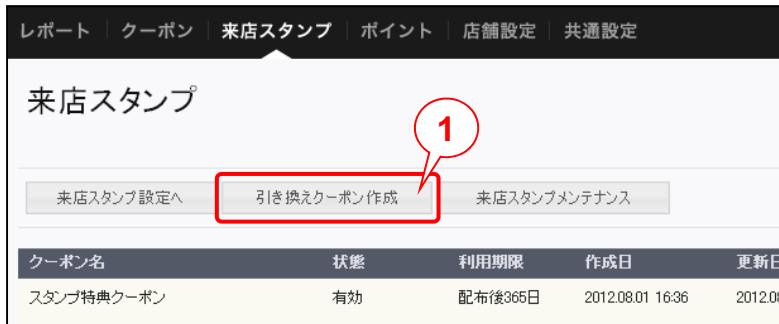 レポート クーポン 来店スタンプ ポイント 店舗設定 共通設定
来店スタンプ
1
来店スタンプ設定へ 引き換えクーポン作成 来店スタンプメンテナンス
クーポン名 状態 利用期限 作成日 更新日
スタンプ特典クーポン 有効 配布後365日 2012.08.01 16:36 2012.08